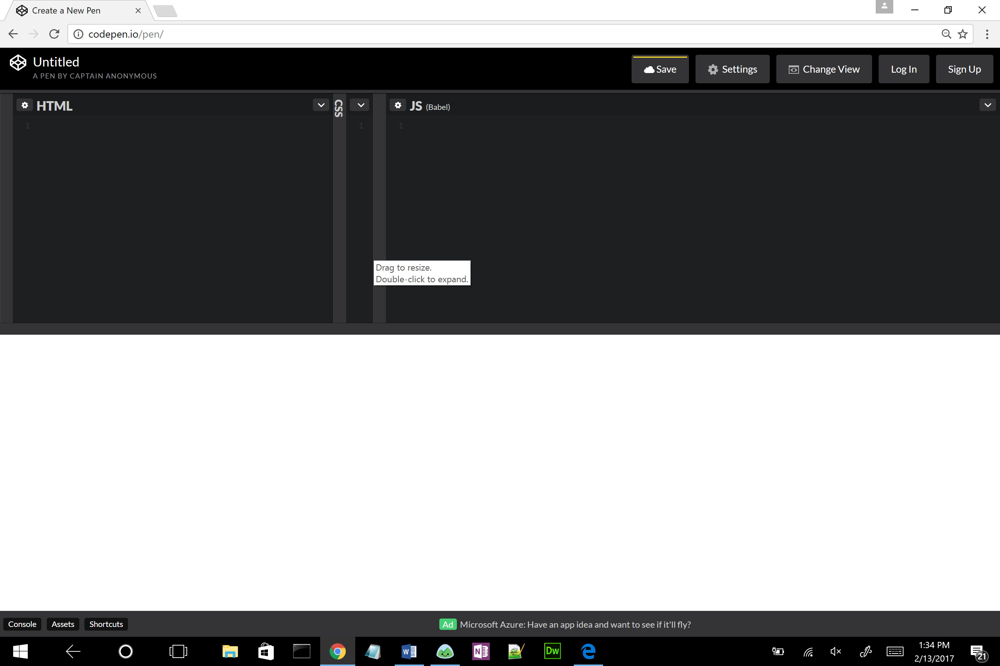 Create a New Pen
codepen.io/pen/
Untitled
A PEN BY CAPTAIN ANONYMOUS
Save
Settings
Change View
Log In
Sign Up
HTML
CSS
JS (Babel)
1
1
1
Drag to resize.
Double-click to expand.
Console
Assets
Shortcuts
Ad Microsoft Azure: Have an app idea and want to see if it'll fly?
W
N
Dw
1:34 PM
2/13/2017
21